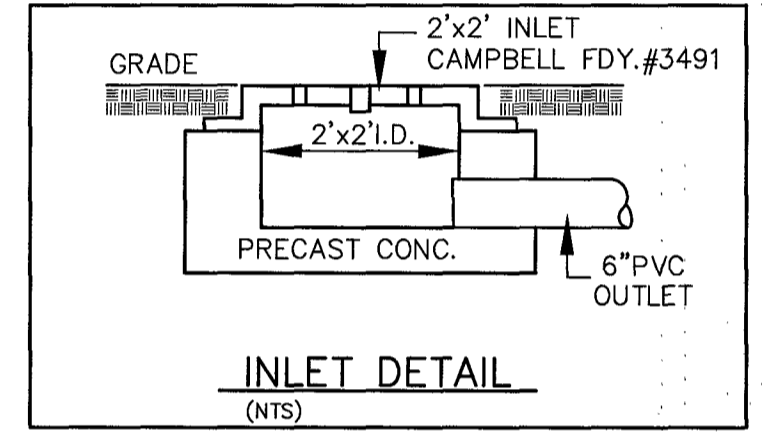 2'x2' INLET
CAMPBELL FDY.#3491
GRADE
2'x2'I.D.
PRECAST CONC.
6"PVC
OUTLET
INLET DETAIL
(NTS)